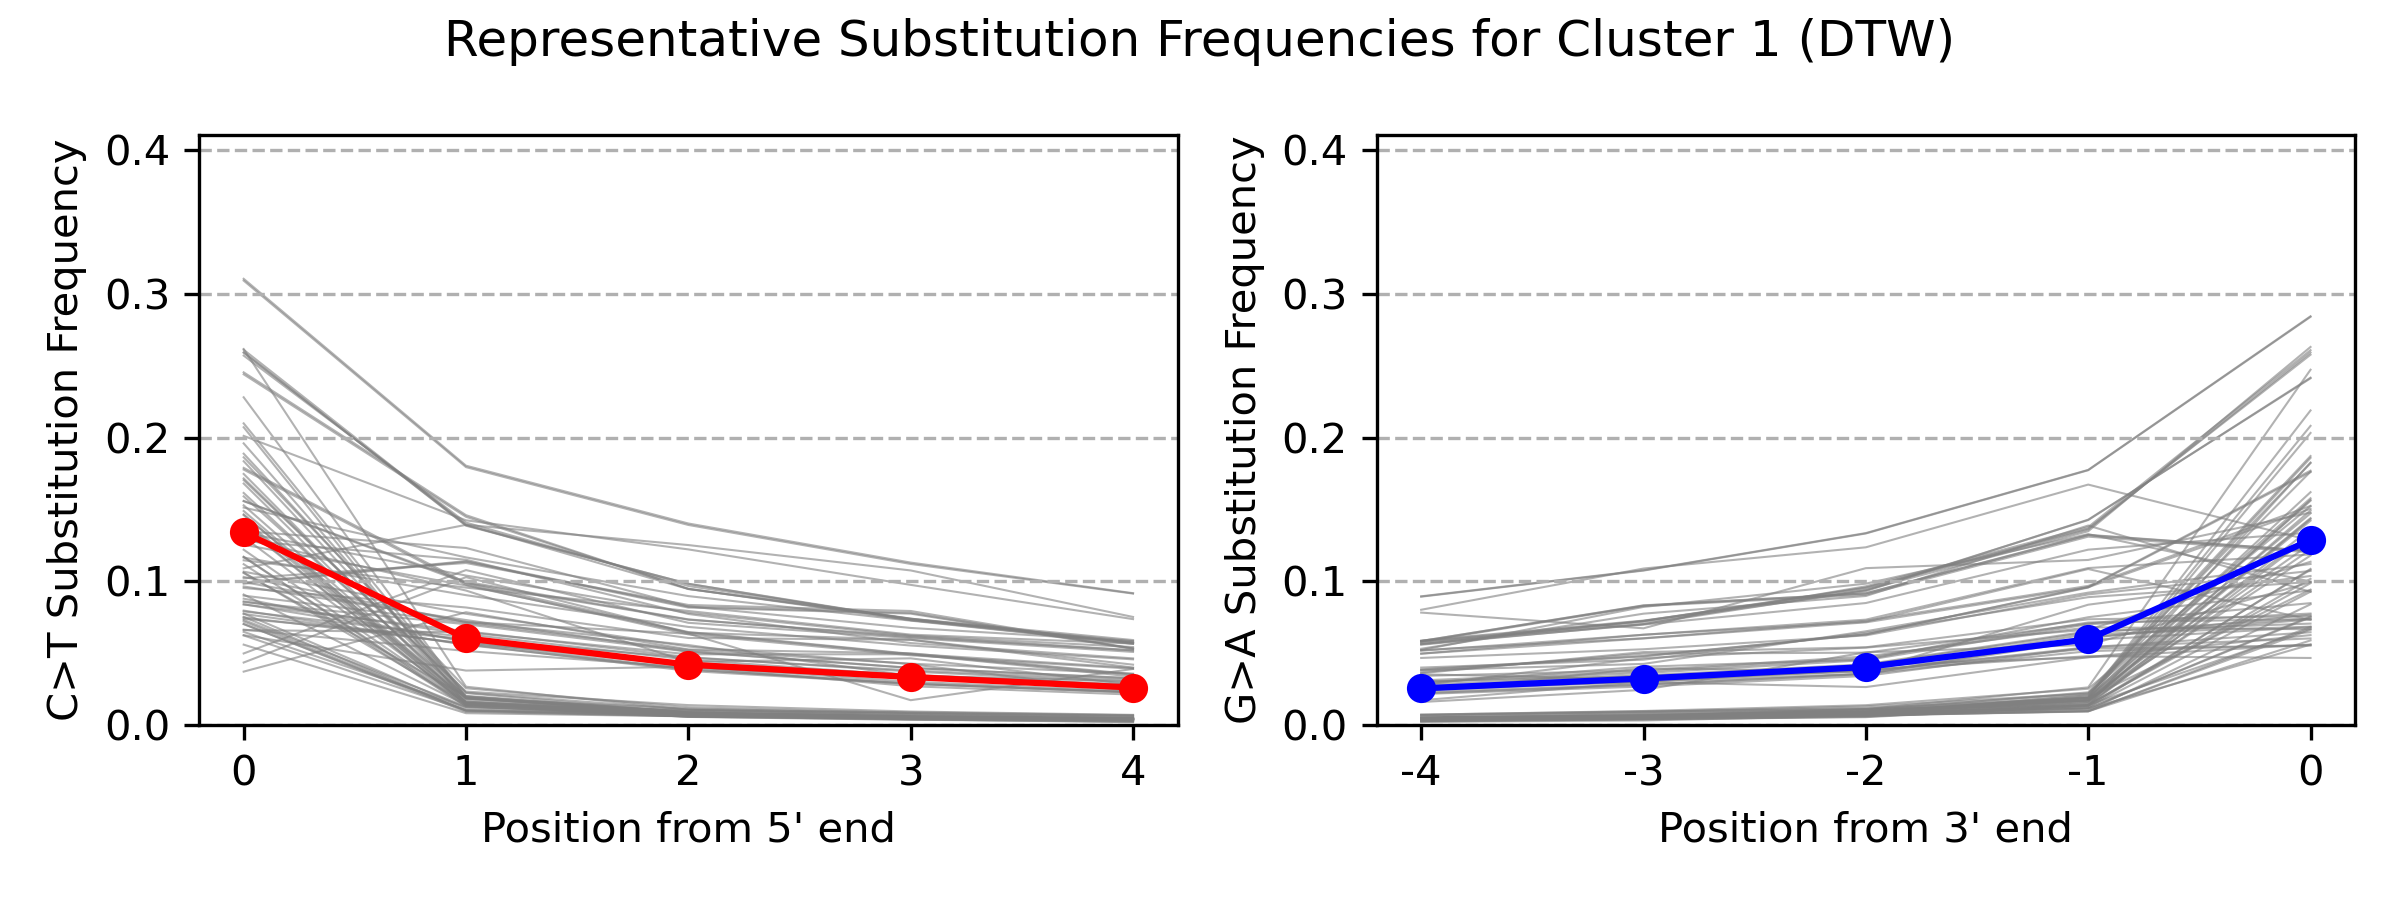 Representative Substitution Frequencies for Cluster 1 (DTW)
C>T Substitution Frequency
0.4
0.3
0.2
0.1
0.0
0 1 2 3 4
Position from 5' end
G>A Substitution Frequency
0.4
0.3
0.2
0.1
0.0
-4 -3 -2 -1 0
Position from 3' end